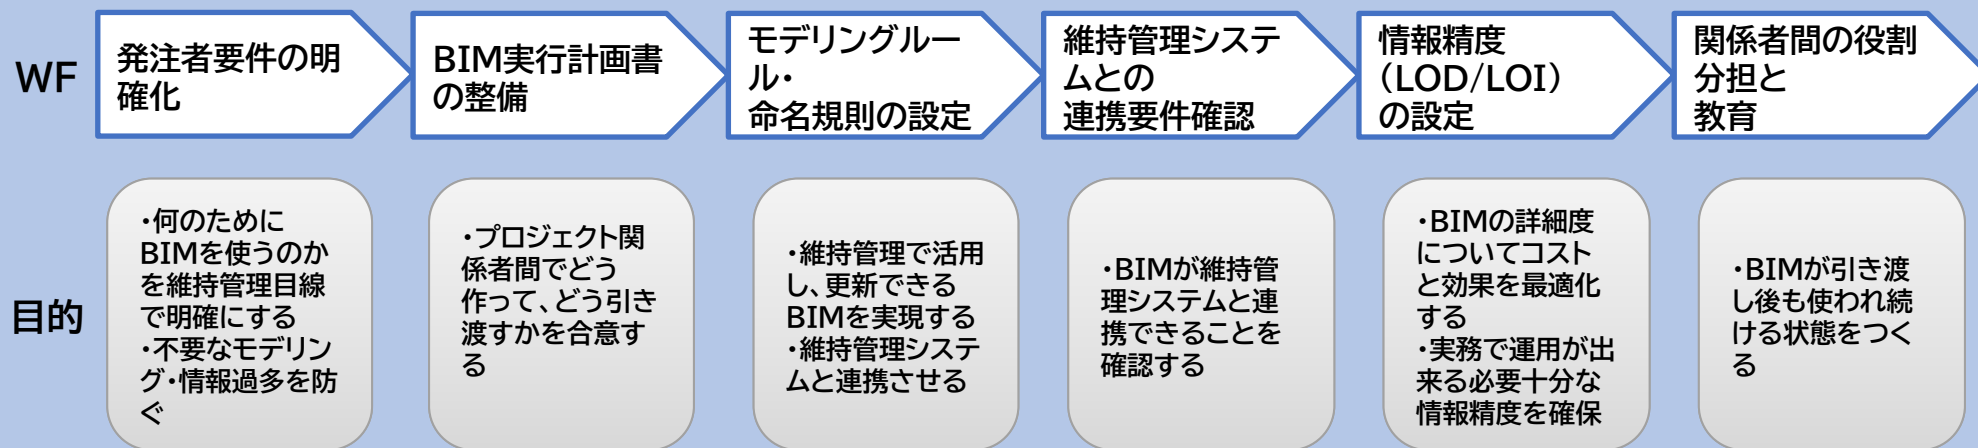 WF
発注者要件の明
確化
BIM実行計画書
の整備
モデリングルー
ル・
命名規則の設定
維持管理システ
ムとの
連携要件確認
情報精度
（LOD/LOI）
の設定
関係者間の役割
分担と
教育
目的
・何のために
BIMを使うのか
を維持管理目線
で明確にする
・不要なモデリン
グ・情報過多を防
ぐ
・プロジェクト関
係者間でどう
作って、どう引き
渡すかを合意す
る
・維持管理で活用
し、更新できる
BIMを実現する
・維持管理システ
ムと連携させる
・BIMが維持管
理システムと連
携できることを
確認する
・BIMの詳細度
についてコスト
と効果を最適化
する
・実務で運用が出
来る必要十分な
情報精度を確保
・BIMが引き渡
し後も使われ続
ける状態をつく
る